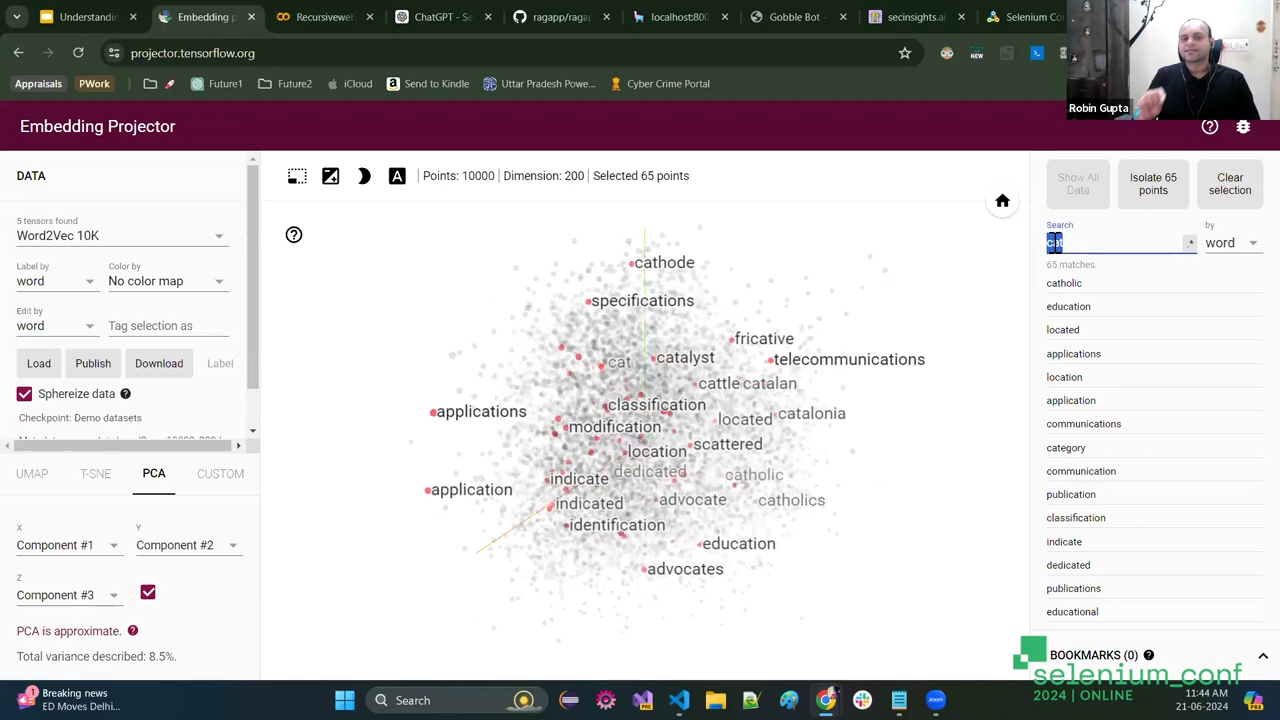 Understanding
Embedding p
Recursiveweb
ChatGPT - Se
ragapp/ragap
localhost:800
Gobble Bot -
secinsights.ai
Selenium Co
projector.tensorflow.org
NEW
Appraisals
PWork
Future1
Future2
iCloud
Send to Kindle
Uttar Pradesh Powe...
Cyber Crime Portal
Robin Gupta
Embedding Projector
DATA
5 tensors found
Word2Vec 10K
Label by
Color by
word
No color map
Edit by
word
Tag selection as
Load
Publish
Download
Label
Sphereize data
Checkpoint: Demo datasets
UMAP
T-SNE
PCA
CUSTOM
X
Y
Component #1
Component #2
Z
Component #3
PCA is approximate.
Total variance described: 8.5%.
A
Points: 10000
Dimension: 200
Selected 65 points
cathode
specifications
fricative
cat
catalyst
telecommunications
cattle
catalan
applications
classification
located
catalonia
modification
location
scattered
dedicated
catholic
indicate
application
indicated
advocate
catholics
identification
education
advocates
Show All Data
Isolate 65 points
Clear selection
Search
by
cat
.*
word
65 matches.
catholic
education
located
applications
location
application
communications
category
communication
publication
classification
indicate
dedicated
publications
educational
BOOKMARKS (0)
selenium_conf
2024 | ONLINE
1
Breaking news
ED Moves Delhi...
Search
11:44 AM
21-06-2024